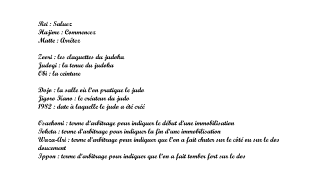 Rei : Saluez
Hajime : Commencez
Matte : Arrêtez
Zoori : les claquettes du judoka
Judogi : la tenue du judoka
Obi : la ceinture
Dojo : la salle où l'on pratique le judo
Jigoro Kano : le créateur du judo
1982 : date à laquelle le judo a été créé
Osaekomi : terme d'arbitrage pour indiquer le début d'une immobilisation
Toketa : terme d'arbitrage pour indiquer la fin d'une immobilisation
Waza-Ari : terme d'arbitrage pour indiquer que l'on a fait chuter sur le côté ou sur le dos
doucement
Ippon : terme d'arbitrage pour indiquer que l'on a fait tomber fort sur le dos